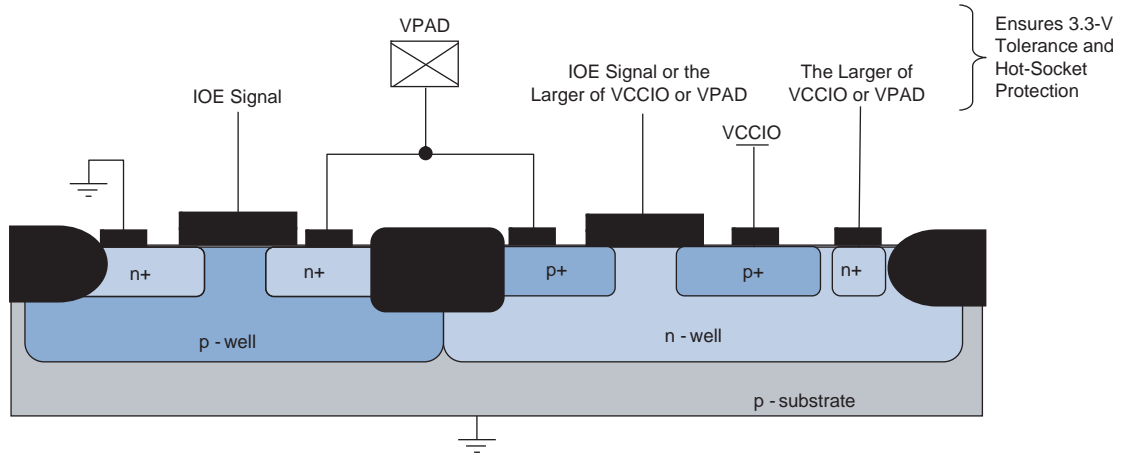 VPAD
IOE Signal
IOE Signal or the
Larger of VCCIO or VPAD
The Larger of
VCCIO or VPAD
Ensures 3.3-V
Tolerance and
Hot-Socket
Protection
VCCIO
n+
n+
p+
p+
n+
p - well
n - well
p - substrate